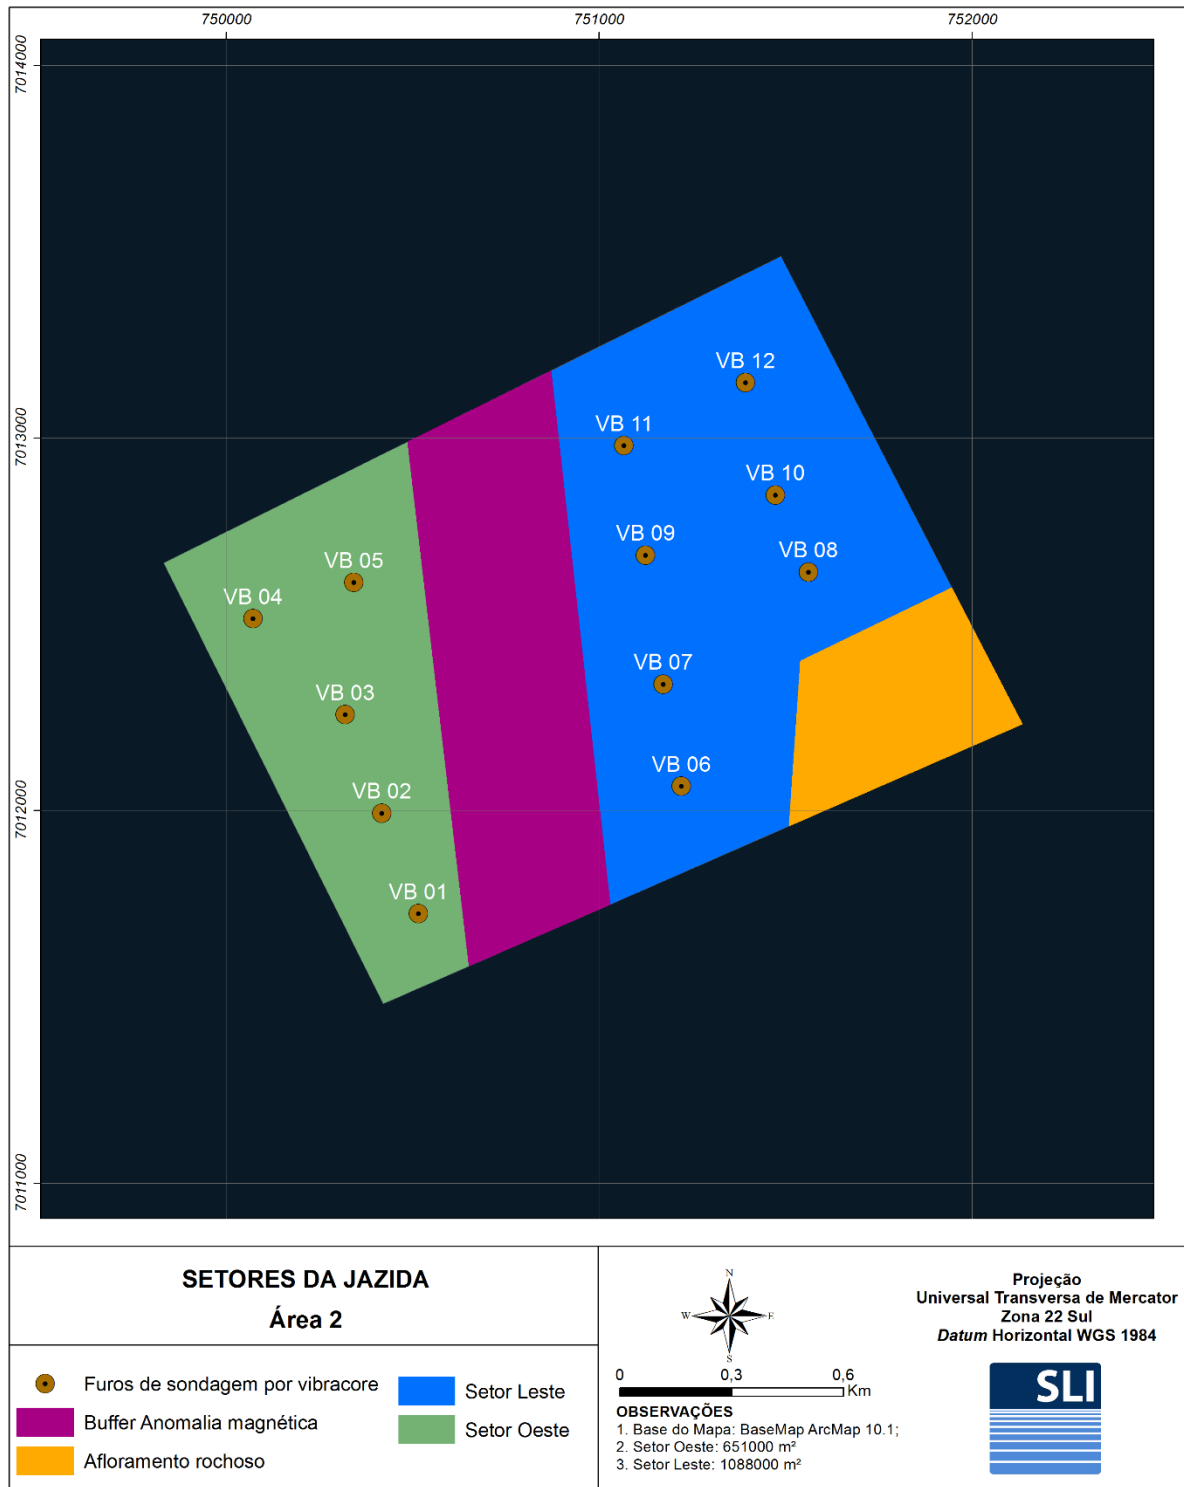 750000
751000
752000
7014000
7013000
7012000
7011000
VB 12
VB 11
VB 10
VB 09
VB 08
VB 05
VB 04
VB 07
VB 03
VB 06
VB 02
VB 01
SETORES DA JAZIDA
Área 2
Furos de sondagem por vibracore
Buffer Anomalia magnética
Afloramento rochoso
Setor Leste
Setor Oeste
N
W
E
S
0
0,3
0,6
Km
OBSERVAÇÕES
1. Base do Mapa: BaseMap ArcMap 10.1;
2. Setor Oeste: 651000 m²
3. Setor Leste: 1088000 m²
Projeção
Universal Transversa de Mercator
Zona 22 Sul
Datum Horizontal WGS 1984
SLI